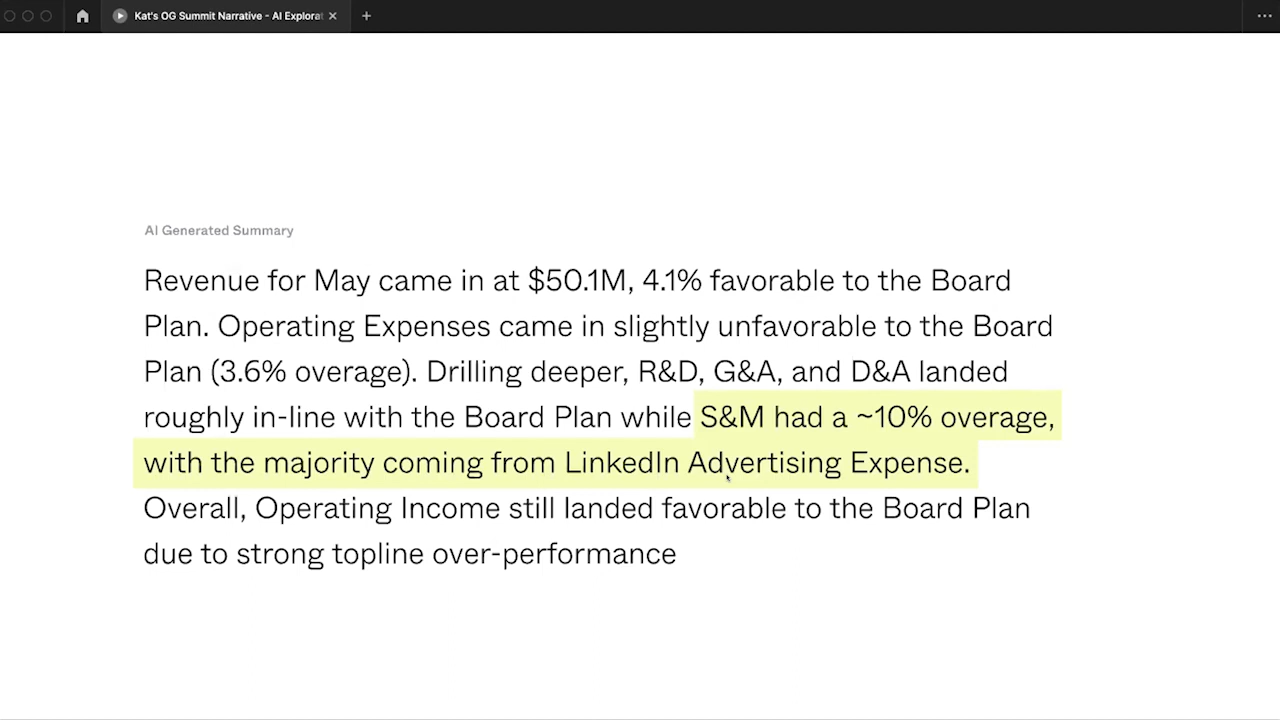 Kat's OG Summit Narrative - AI Explorat
AI Generated Summary
Revenue for May came in at $50.1M, 4.1% favorable to the Board
Plan. Operating Expenses came in slightly unfavorable to the Board
Plan (3.6% overage). Drilling deeper, R&D, G&A, and D&A landed
roughly in-line with the Board Plan while S&M had a ~10% overage,
with the majority coming from LinkedIn Advertising Expense.
Overall, Operating Income still landed favorable to the Board Plan
due to strong topline over-performance